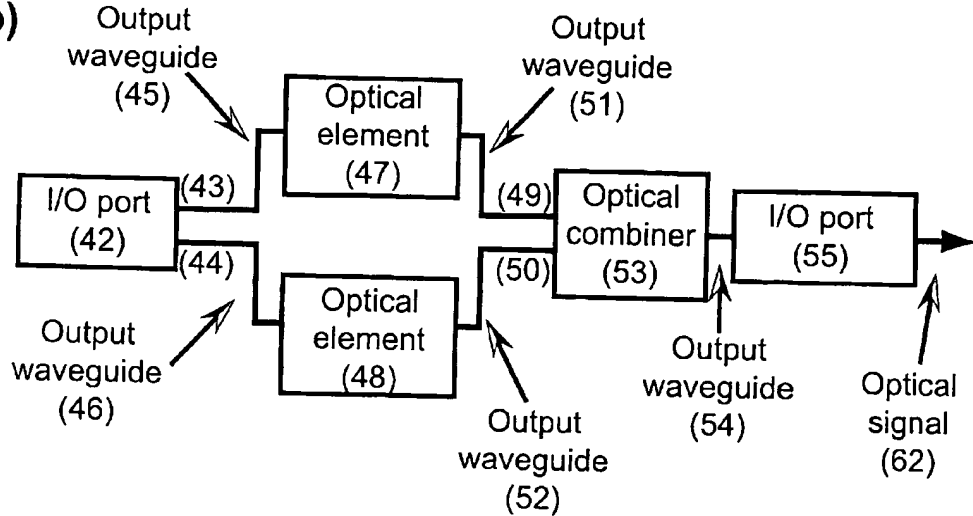 )
Output
waveguide
(45)
Output
waveguide
(51)
Optical
element
(47)
I/O port
(42)
(43)
(44)
(49)
(50)
Optical
combiner
(53)
I/O port
(55)
Optical
element
(48)
Output
waveguide
(46)
Output
waveguide
(52)
Output
waveguide
(54)
Optical
signal
(62)